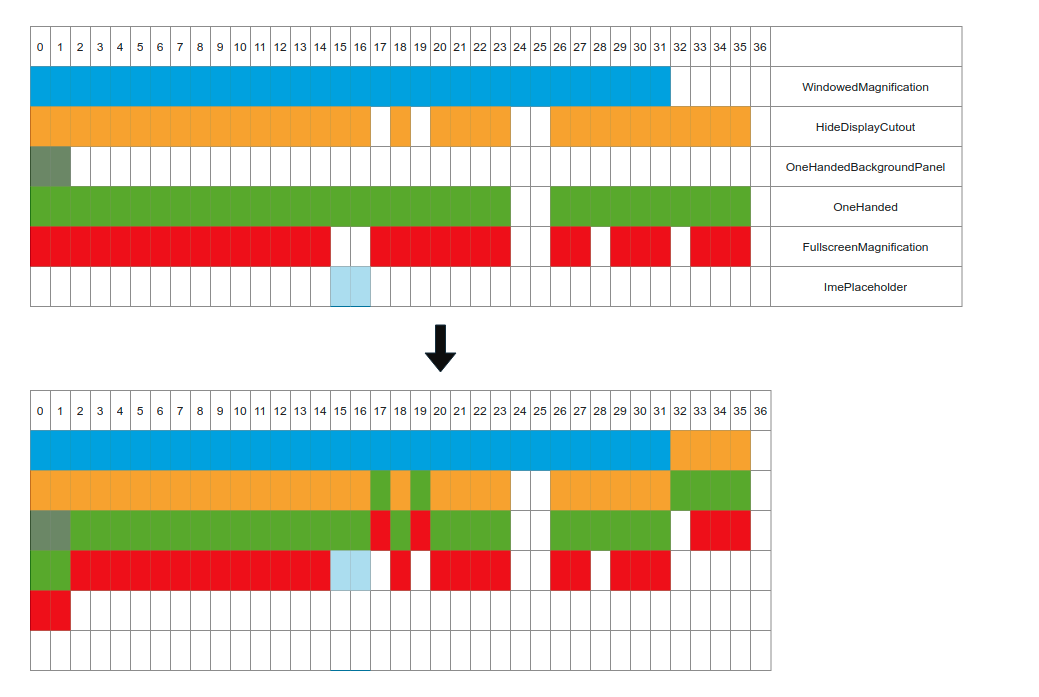 0 1 2 3 4 5 6 7 8 9 10 11 12 13 14 15 16 17 18 19 20 21 22 23 24 25 26 27 28 29 30 31 32 33 34 35 36
WindowedMagnification
HideDisplayCutout
OneHandedBackgroundPanel
OneHanded
FullscreenMagnification
ImePlaceholder
0 1 2 3 4 5 6 7 8 9 10 11 12 13 14 15 16 17 18 19 20 21 22 23 24 25 26 27 28 29 30 31 32 33 34 35 36